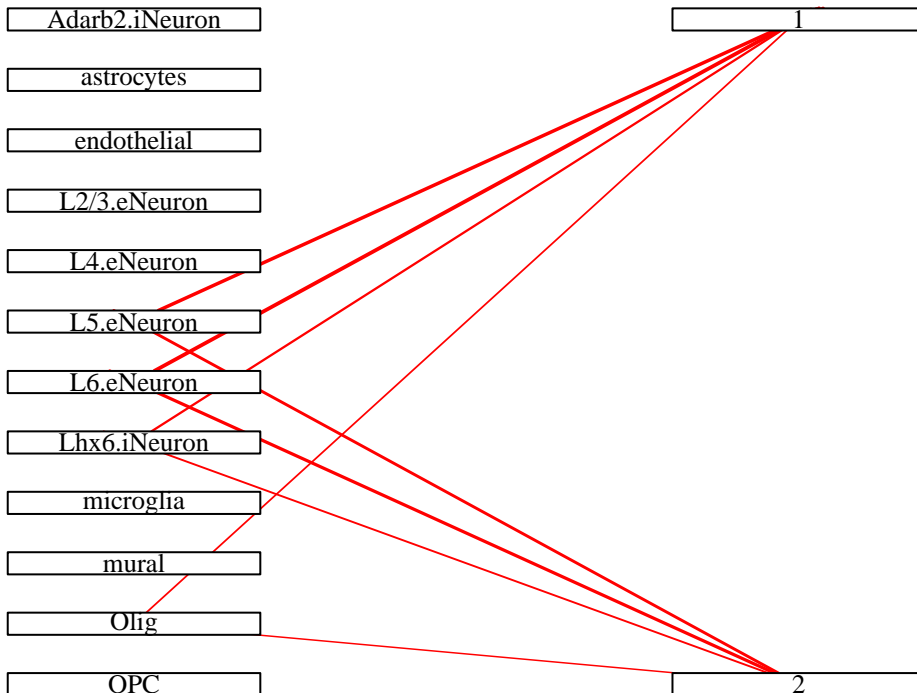 Adarb2.iNeuron
1
astrocytes
endothelial
L2/3.eNeuron
L4.eNeuron
L5.eNeuron
L6.eNeuron
Lhx6.iNeuron
microglia
mural
Olig
OPC
2